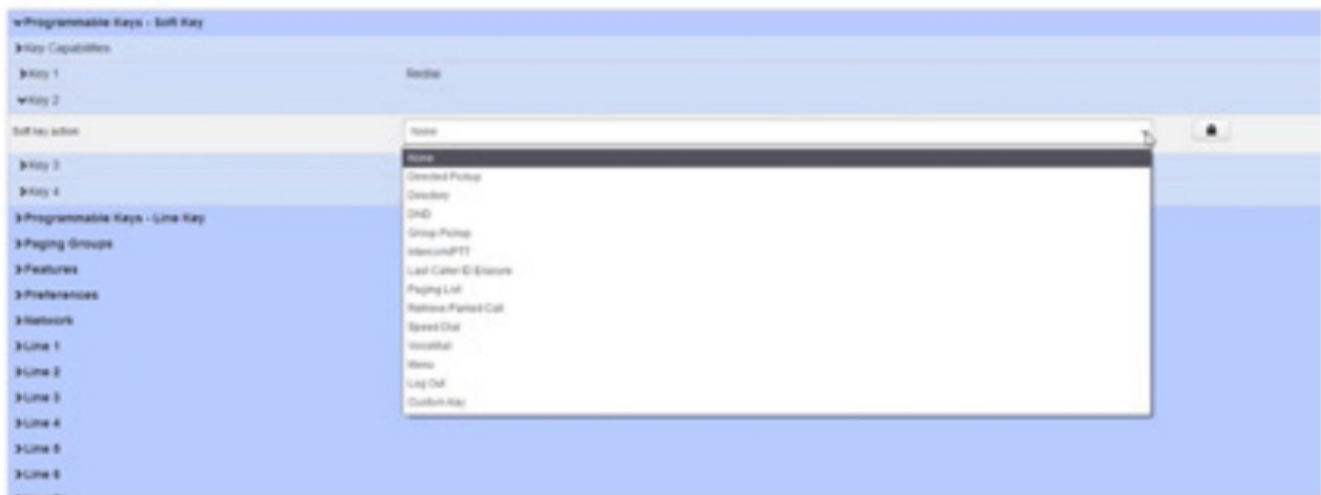 Programmable Keys - Soft Key
Key Capabilities
Key 1 Redial
Key 2
Soft key action None
None
Directed Pickup
Directory
DND
Group Pickup
Intercom/PTT
Last Caller ID Erasure
Paging List
Retrieve Parked Call
Speed Dial
VoiceMail
Menu
Log Out
Custom Key
Key 3
Key 4
Programmable Keys - Line Key
Paging Groups
Features
Preferences
Network
Line 1
Line 2
Line 3
Line 4
Line 5
Line 6